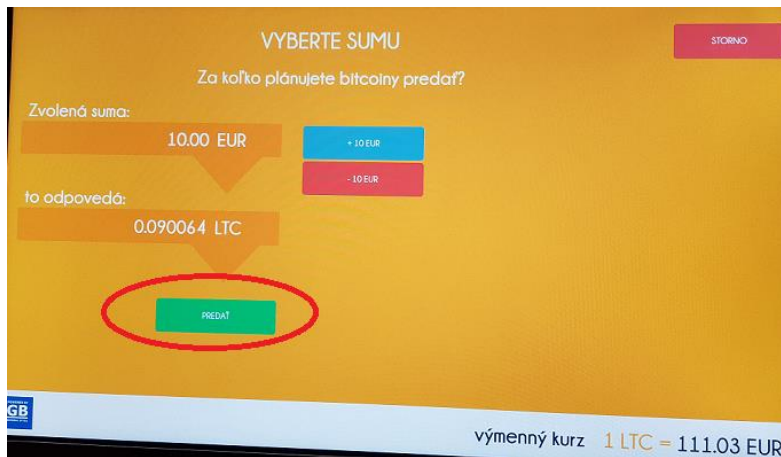 VYBERTE SUMU
STORNO
Za koľko plánujete bitcoiny predať?
Zvolená suma:
10.00 EUR
+ 10 EUR
- 10 EUR
to odpovedá:
0.090064 LTC
PREDAŤ
GB
výmenný kurz 1 LTC = 111.03 EUR